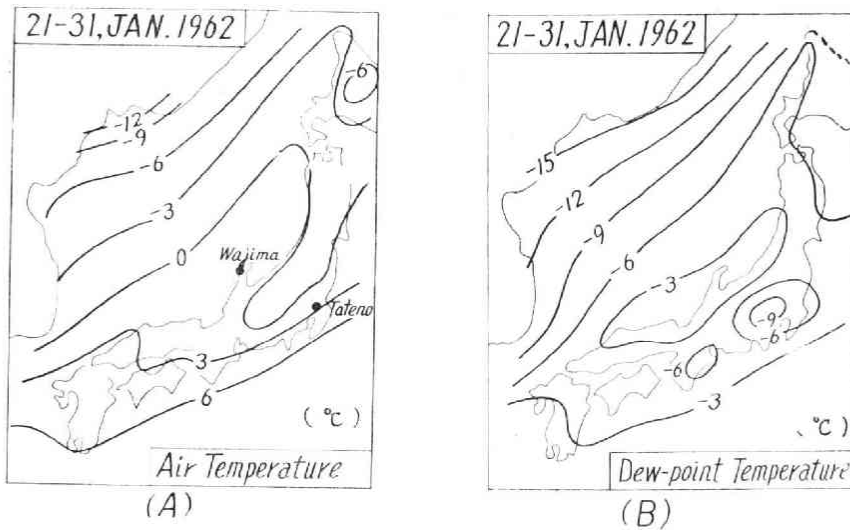 21-31, JAN. 1962
-12
-9
-6
-3
0
-6
Wajima
Tateno
3
6
(°C)
Air Temperature
(A)
21-31, JAN. 1962
-15
-12
-9
-6
-3
-9
-6
-6
-3
°C)
Dew-point Temperature
(B)